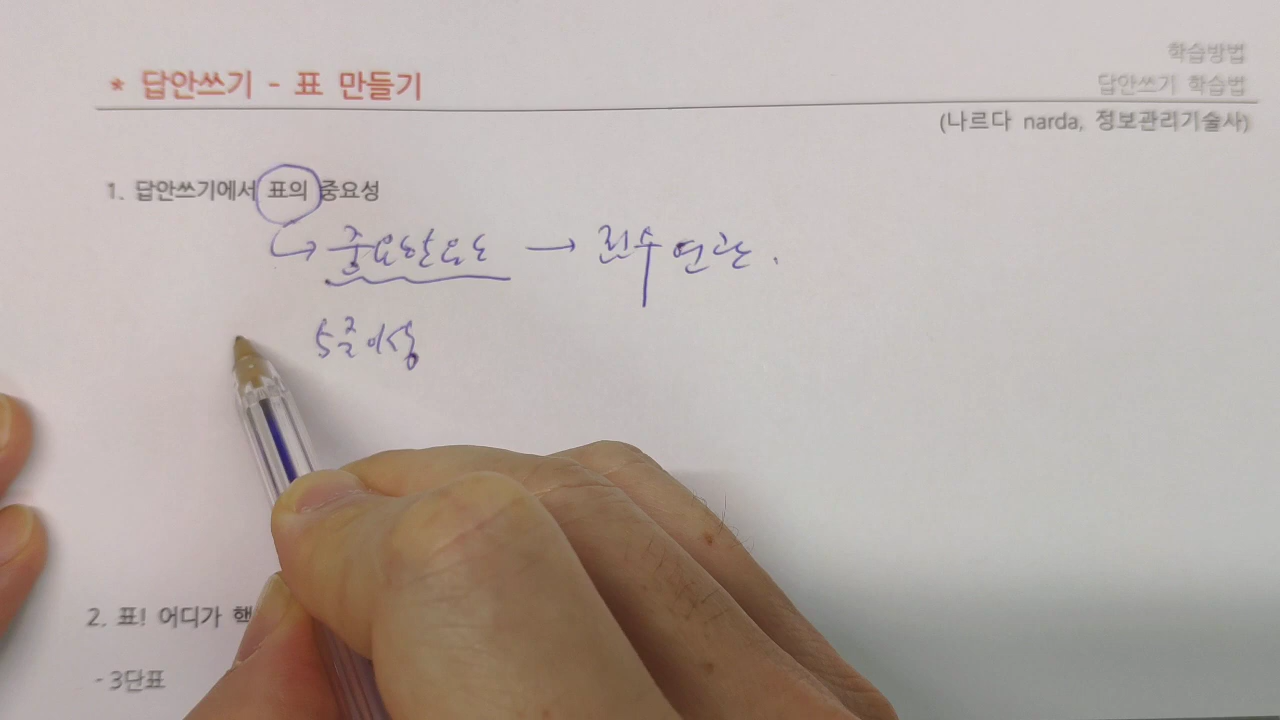 학습방법
* 답안쓰기 - 표 만들기
답안쓰기 학습법
(나르다 narda, 정보관리기술사)
1. 답안쓰기에서 표의 중요성
→ 중요한 요소 → 점수 연관.
5줄 이상
2. 표! 어디가 핵
- 3단표